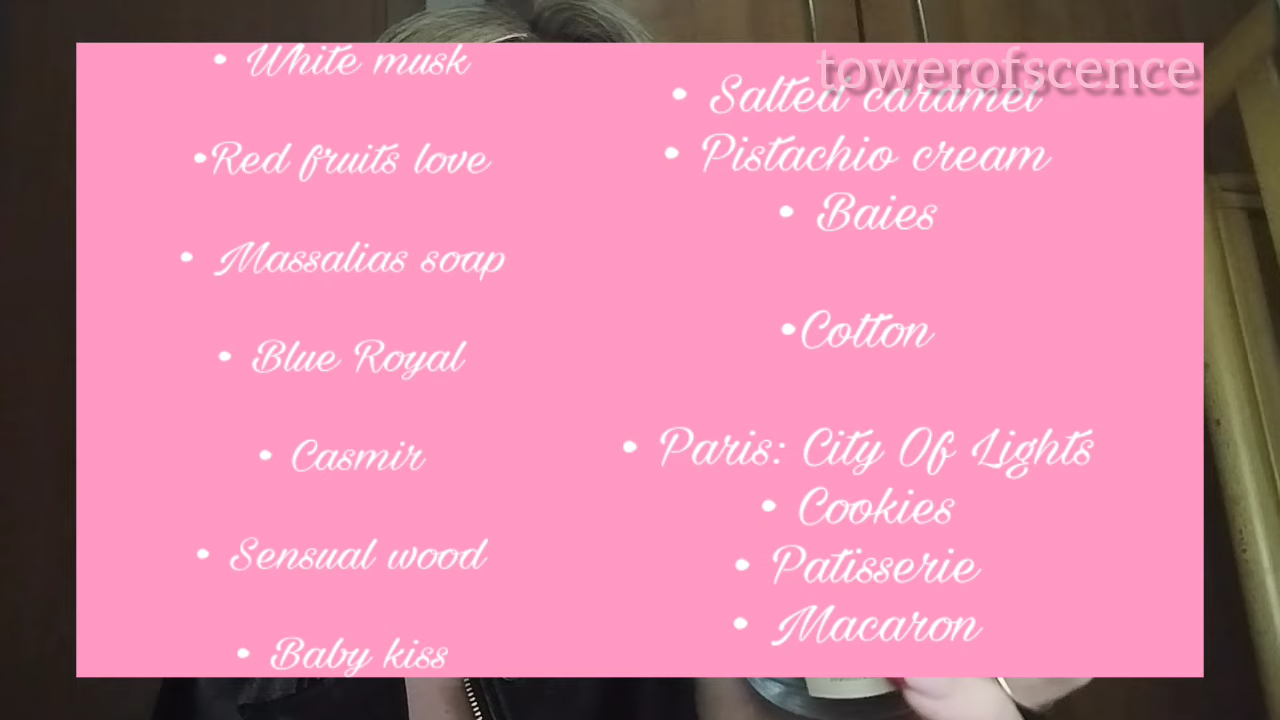 towerofscence
• White musk
•Red fruits love
• Massalias soap
• Blue Royal
• Casmir
• Sensual wood
• Baby kiss
• Salted caramel
• Pistachio cream
• Baies
•Cotton
• Paris: City Of Lights
• Cookies
• Patisserie
• Macaron